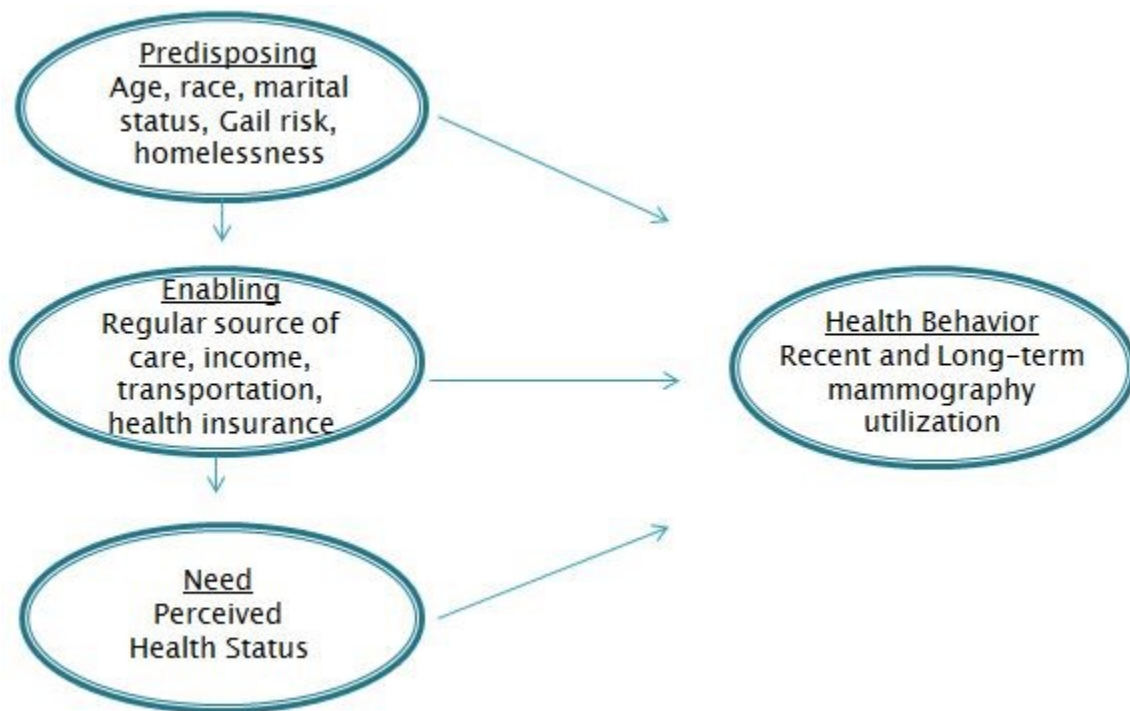 Predisposing
Age, race, marital
status, Gail risk,
homelessness
Enabling
Regular source of
care, income,
transportation,
health insurance
Need
Perceived
Health Status
Health Behavior
Recent and Long-term
mammography
utilization